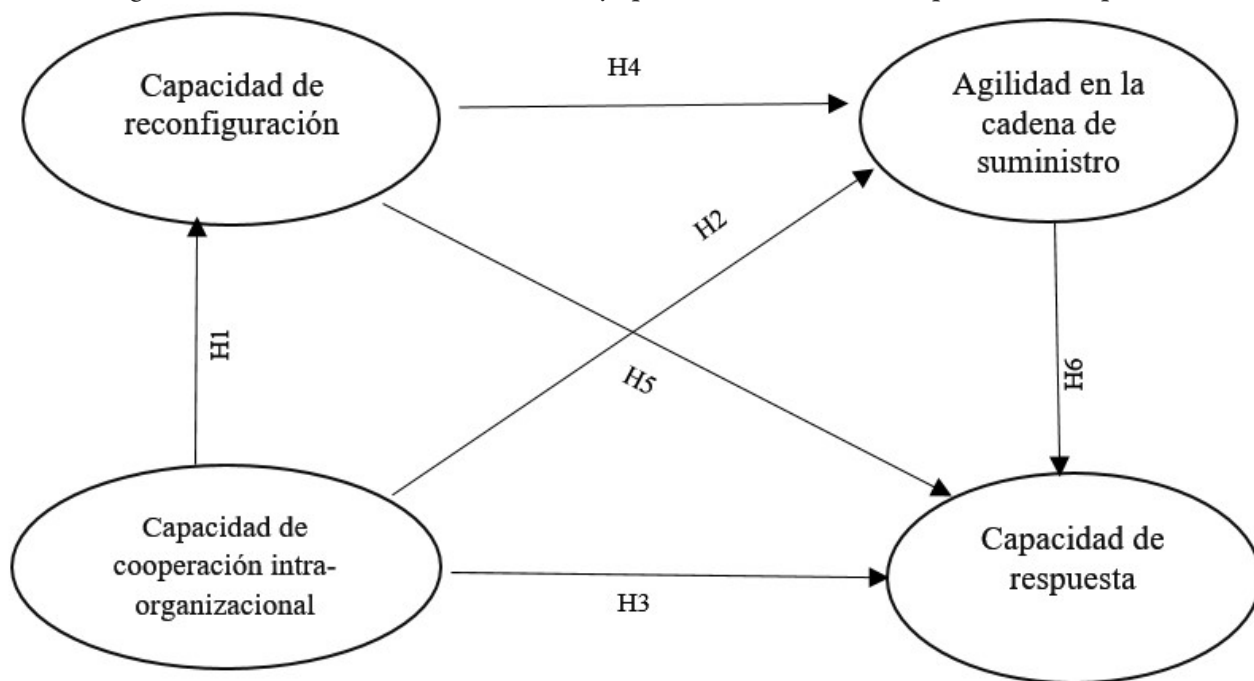 Capacidad de
reconfiguración
H4
Agilidad en la
cadena de
suministro
H2
H1
H5
H6
Capacidad de
cooperación intra-
organizacional
H3
Capacidad de
respuesta